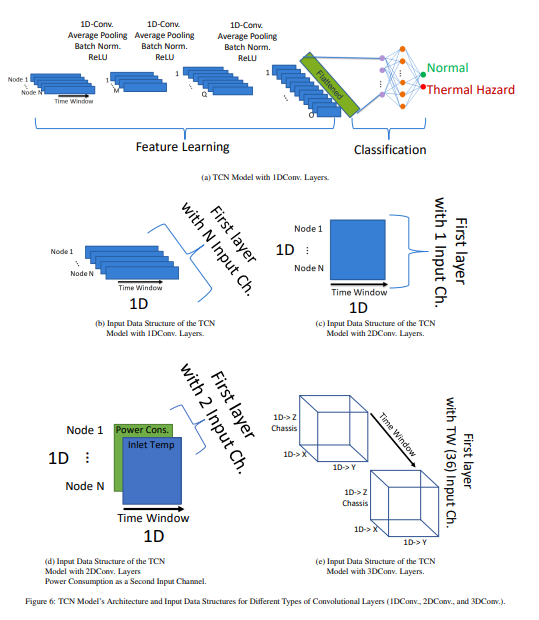 1D-Conv.
Average Pooling
Batch Norm.
ReLU
1D-Conv.
Average Pooling
Batch Norm.
ReLU
1D-Conv.
Average Pooling
Batch Norm.
ReLU
Node 1
Node N
Time Window
1
M
1
Q
1
O
Flattened
Normal
Thermal Hazard
Feature Learning
Classification
(a) TCN Model with 1DConv. Layers.
Node 1
Node N
Time Window
1D
First layer
with N Input Ch.
(b) Input Data Structure of the TCN
Model with 1DConv. Layers.
Node 1
1D
Node N
Time Window
1D
First layer
with 1 Input Ch.
(c) Input Data Structure of the TCN
Model with 2DConv. Layers.
Node 1
1D
Node N
Power Cons.
Inlet Temp
Time Window
1D
First layer
with 2 Input Ch.
(d) Input Data Structure of the TCN
Model with 2DConv. Layers
Power Consumption as a Second Input Channel.
1D-> Z
Chassis
1D-> X
1D-> Y
Time Window
1D-> Z
Chassis
1D-> X
1D-> Y
First layer
with TW (36) Input Ch.
(e) Input Data Structure of the TCN
Model with 3DConv. Layers.
Figure 6: TCN Model's Architecture and Input Data Structures for Different Types of Convolutional Layers (1DConv., 2DConv., and 3DConv.).